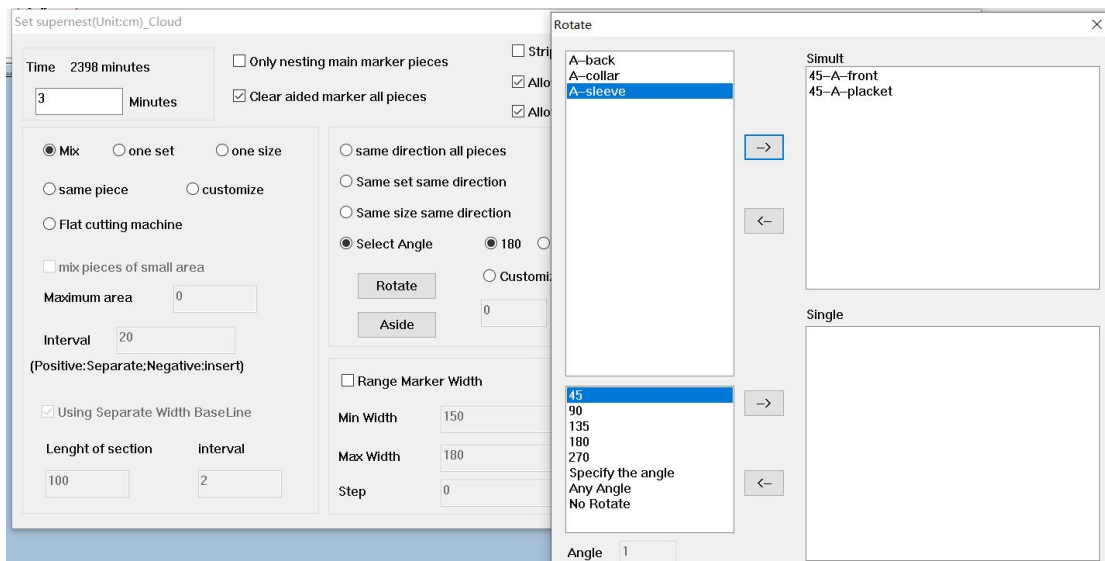 Set supernest(Unit:cm)_Cloud
Time 2398 minutes
3 Minutes
Only nesting main marker pieces
Clear aided marker all pieces
Strip
Allo
Allo
Mix one set one size
same piece customize
Flat cutting machine
mix pieces of small area
Maximum area 0
Interval 20
(Positive:Separate;Negative:insert)
Using Separate Width BaseLine
Lenght of section interval
100 2
same direction all pieces
Same set same direction
Same size same direction
Select Angle 180
Rotate Customi
Aside 0
Range Marker Width
Min Width 150
Max Width 180
Step 0
Rotate
A-back
A-collar
A-sleeve
-->
<--
Simult
45-A-front
45-A-placket
Single
45
90
135
180
270
Specify the angle
Any Angle
No Rotate
-->
<--
Angle 1